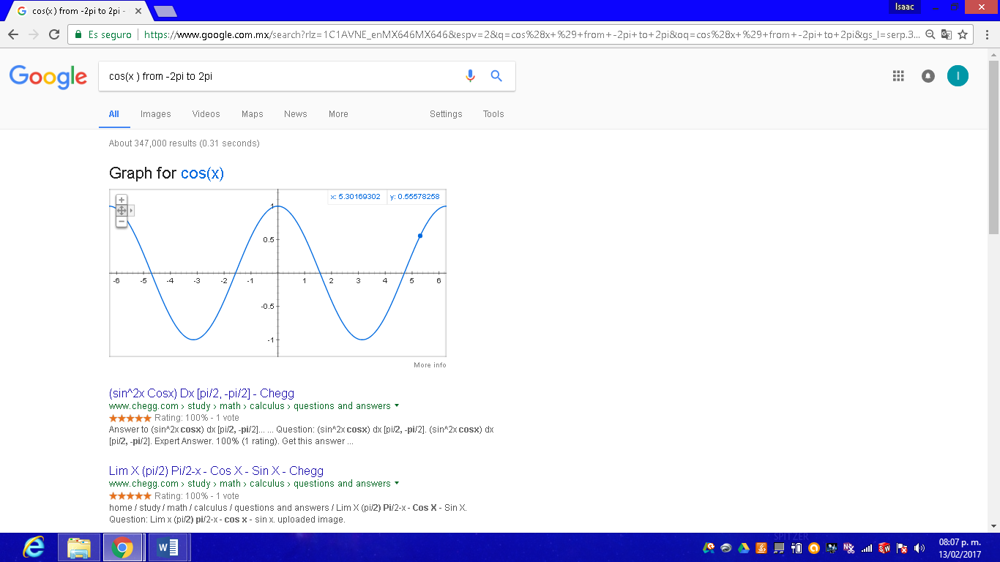 cos(x ) from -2pi to 2pi -
Isaac
Es seguro | https://www.google.com.mx/search?rlz=1C1AVNE_enMX646MX646&espv=2&q=cos%28x+%29+from+-2pi+to+2pi&oq=cos%28x+%29+from+-2pi+to+2pi&gs_l=serp.3...
Google
cos(x ) from -2pi to 2pi
I
All Images Videos Maps News More Settings Tools
About 347,000 results (0.31 seconds)
Graph for cos(x)
x: 5.30169302 y: 0.55578258
1
0.5
-6 -5 -4 -3 -2 -1 1 2 3 4 5 6
-0.5
-1
More info
(sin^2x Cosx) Dx [pi/2, -pi/2] - Chegg
www.chegg.com › study › math › calculus › questions and answers
Rating: 100% - 1 vote
Answer to (sin^2x cosx) dx [pi/2, -pi/2]... ... Question: (sin^2x cosx) dx [pi/2, -pi/2]. (sin^2x cosx) dx
[pi/2, -pi/2]. Expert Answer. 100% (1 rating). Get this answer ...
Lim X (pi/2) Pi/2-x - Cos X - Sin X - Chegg
www.chegg.com › study › math › calculus › questions and answers
Rating: 100% - 1 vote
home / study / math / calculus / questions and answers / Lim X (pi/2) Pi/2-x - Cos X - Sin X.
Question: Lim x (pi/2) pi/2-x - cos x - sin x. uploaded image.
SPITZER
08:07 p. m.
13/02/2017